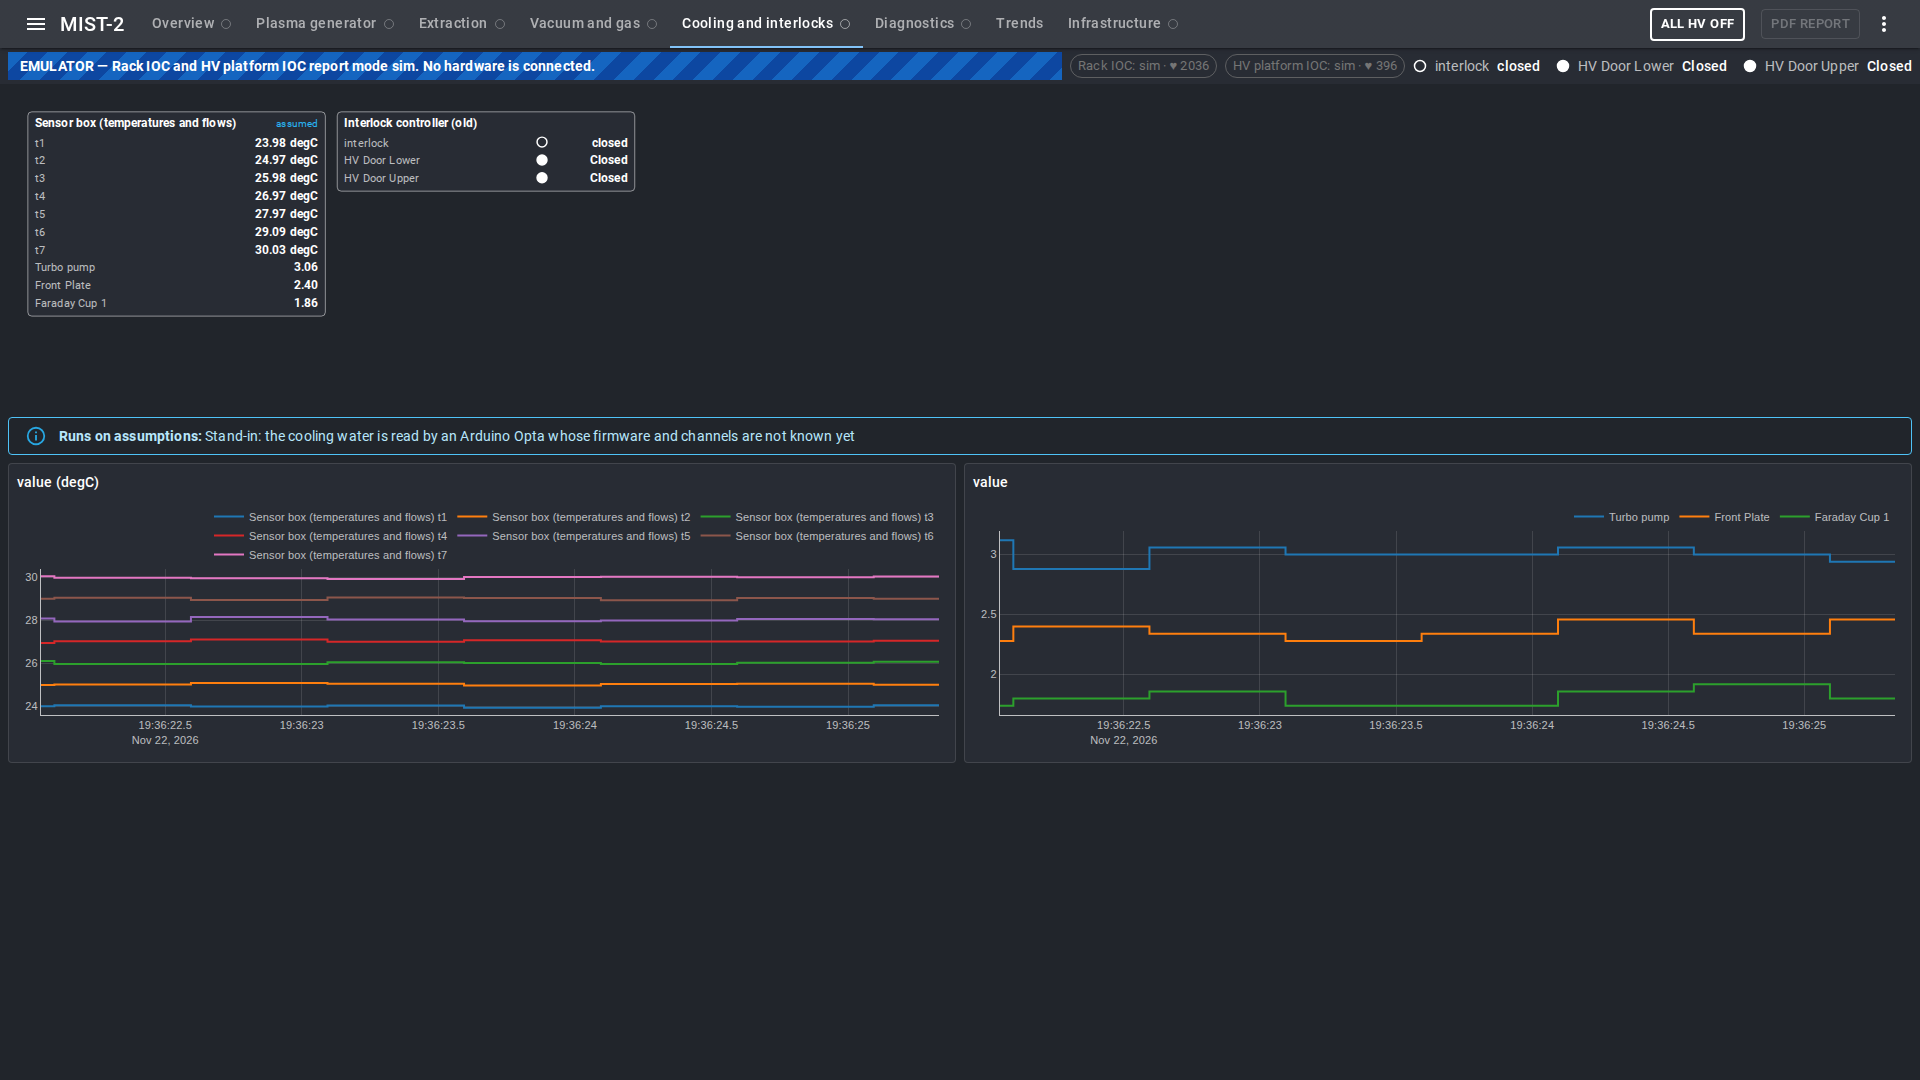 MIST-2
Overview
Plasma generator
Extraction
Vacuum and gas
Cooling and interlocks
Diagnostics
Trends
Infrastructure
ALL HV OFF
PDF REPORT
EMULATOR — Rack IOC and HV platform IOC report mode sim. No hardware is connected.
Rack IOC: sim · ♥ 2036
HV platform IOC: sim · ♥ 396
interlock closed
HV Door Lower Closed
HV Door Upper Closed
Sensor box (temperatures and flows) assumed
t1 23.98 degC
t2 24.97 degC
t3 25.98 degC
t4 26.97 degC
t5 27.97 degC
t6 29.09 degC
t7 30.03 degC
Turbo pump 3.06
Front Plate 2.40
Faraday Cup 1 1.86
Interlock controller (old)
interlock closed
HV Door Lower Closed
HV Door Upper Closed
Runs on assumptions: Stand-in: the cooling water is read by an Arduino Opta whose firmware and channels are not known yet
value (degC)
Sensor box (temperatures and flows) t1
Sensor box (temperatures and flows) t2
Sensor box (temperatures and flows) t3
Sensor box (temperatures and flows) t4
Sensor box (temperatures and flows) t5
Sensor box (temperatures and flows) t6
Sensor box (temperatures and flows) t7
30
28
26
24
19:36:22.5
19:36:23
19:36:23.5
19:36:24
19:36:24.5
19:36:25
Nov 22, 2026
value
Turbo pump
Front Plate
Faraday Cup 1
3
2.5
2
19:36:22.5
19:36:23
19:36:23.5
19:36:24
19:36:24.5
19:36:25
Nov 22, 2026